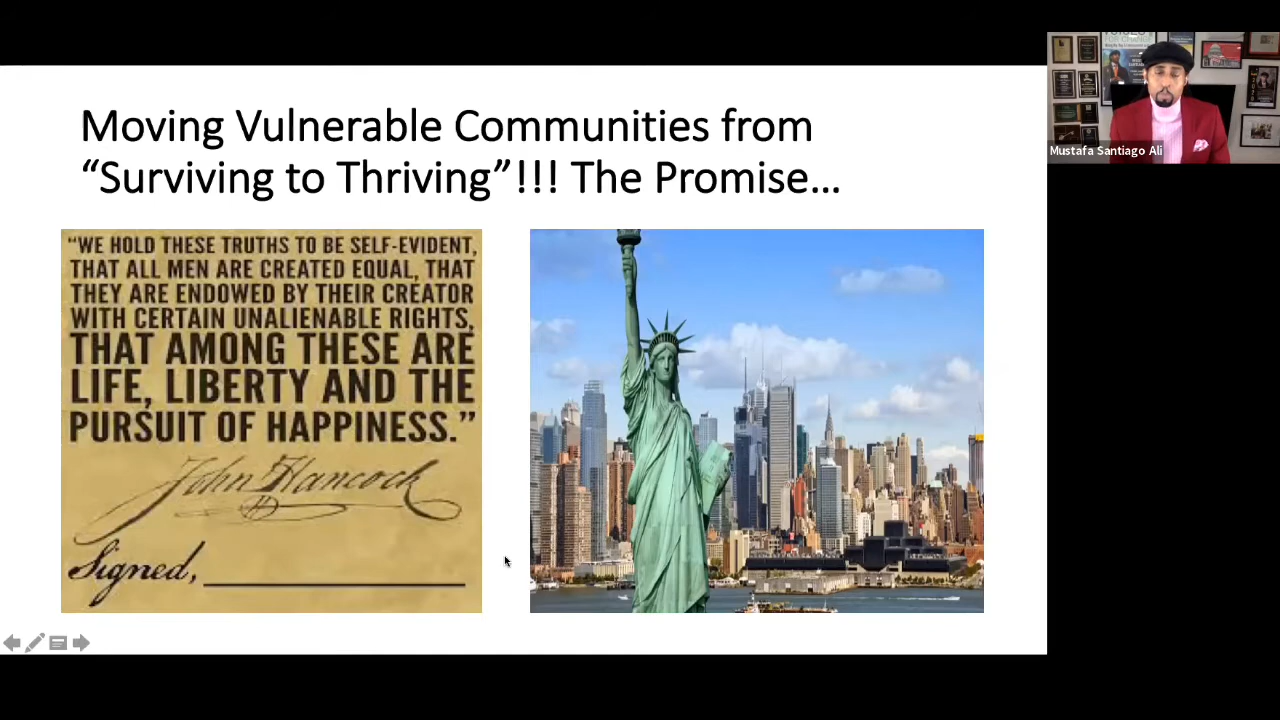 Moving Vulnerable Communities from
“Surviving to Thriving”!!! The Promise...
“WE HOLD THESE TRUTHS TO BE SELF-EVIDENT,
THAT ALL MEN ARE CREATED EQUAL, THAT
THEY ARE ENDOWED BY THEIR CREATOR
WITH CERTAIN UNALIENABLE RIGHTS,
THAT AMONG THESE ARE
LIFE, LIBERTY AND THE
PURSUIT OF HAPPINESS.”
John Hancock
Signed,
Mustafa Santiago Ali